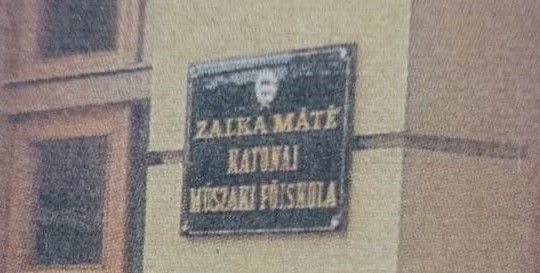 ZALKA MÁTÉ
KATONAI
MŰSZAKI FŐISKOLA